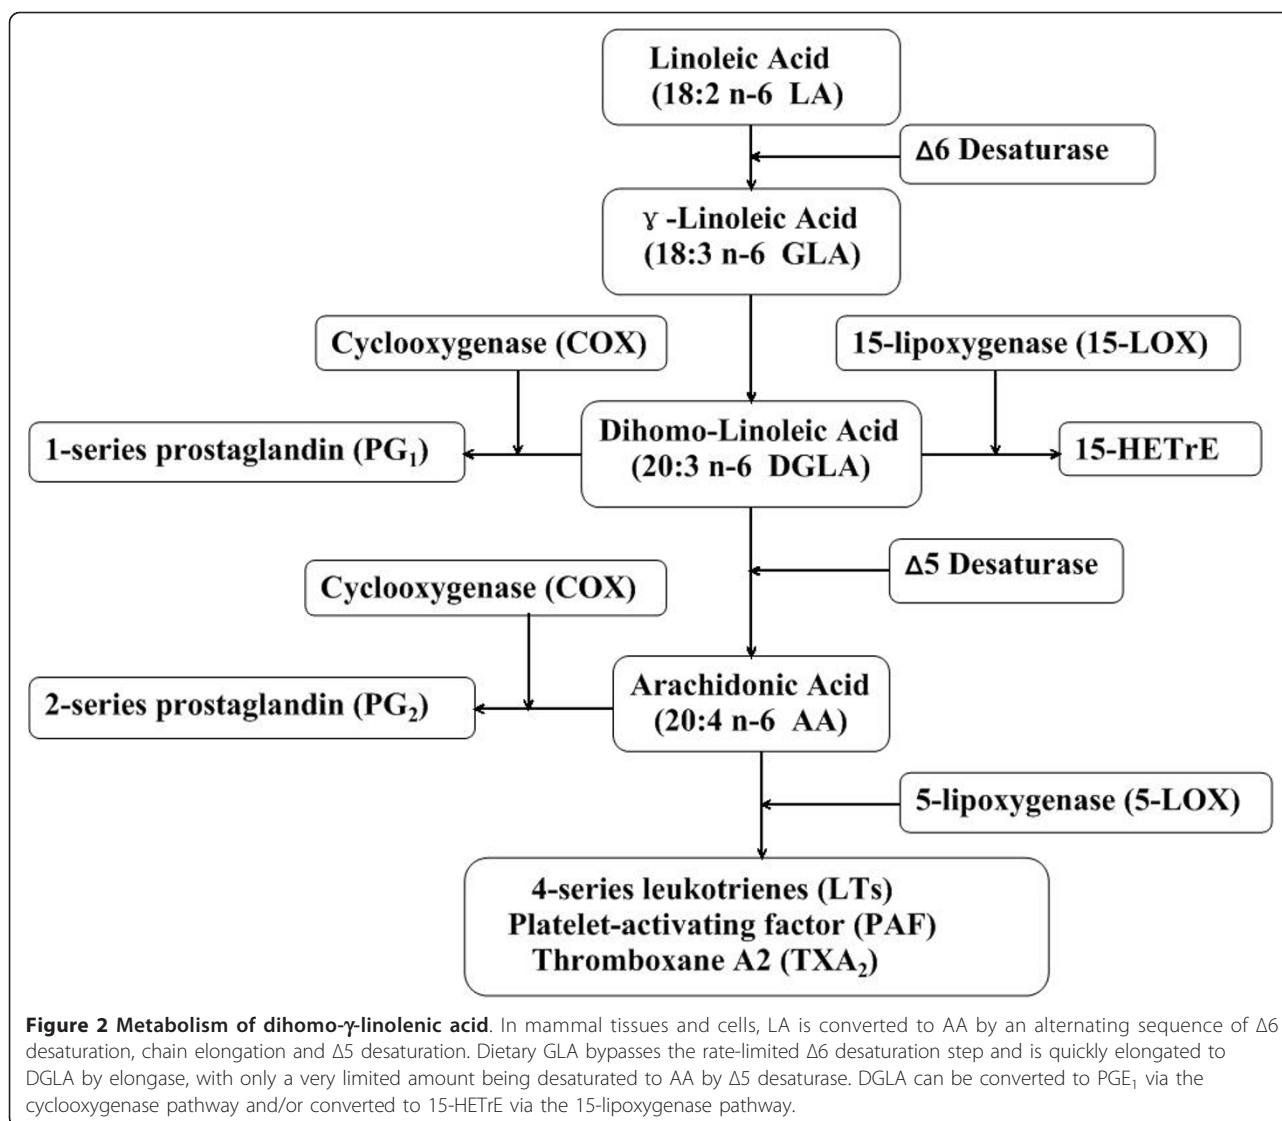 Linoleic Acid
(18:2 n-6 LA)
Δ6 Desaturase
γ-Linoleic Acid
(18:3 n-6 GLA)
Cyclooxygenase (COX)
15-lipoxygenase (15-LOX)
1-series prostaglandin (PG₁)
Dihomo-Linoleic Acid
(20:3 n-6 DGLA)
15-HETrE
Δ5 Desaturase
Cyclooxygenase (COX)
2-series prostaglandin (PG₂)
Arachidonic Acid
(20:4 n-6 AA)
5-lipoxygenase (5-LOX)
4-series leukotrienes (LTs)
Platelet-activating factor (PAF)
Thromboxane A2 (TXA₂)
Figure 2 Metabolism of dihomo-γ-linolenic acid. In mammal tissues and cells, LA is converted to AA by an alternating sequence of Δ6
desaturation, chain elongation and Δ5 desaturation. Dietary GLA bypasses the rate-limited Δ6 desaturation step and is quickly elongated to
DGLA by elongase, with only a very limited amount being desaturated to AA by Δ5 desaturase. DGLA can be converted to PGE₁ via the
cyclooxygenase pathway and/or converted to 15-HETrE via the 15-lipoxygenase pathway.